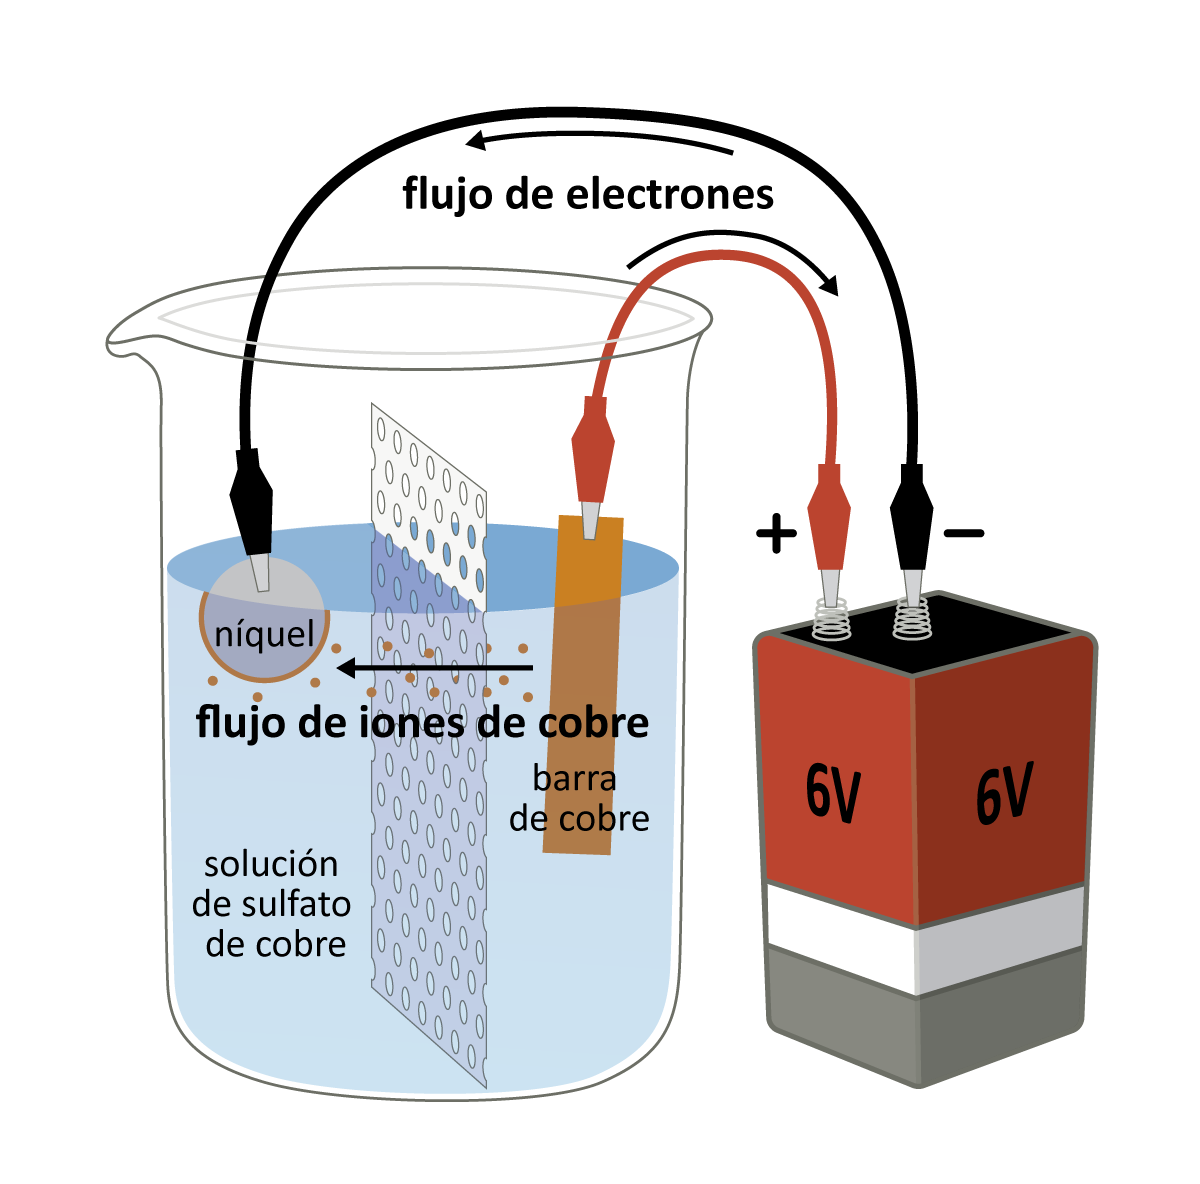 flujo de electrones
+
−
níquel
flujo de iones de cobre
barra
de cobre
6V
6V
solución
de sulfato
de cobre